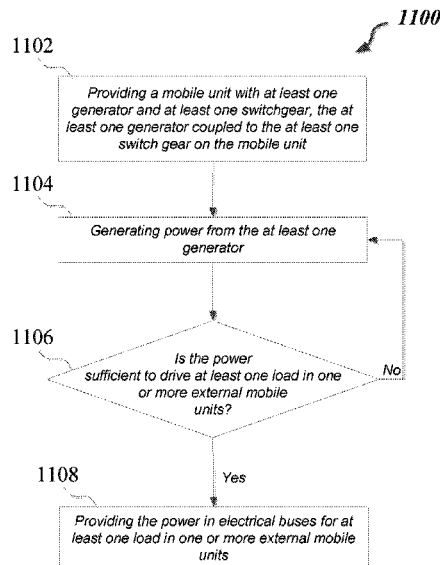 1100
1102
Providing a mobile unit with at least one
generator and at least one switchgear, the at
least one generator coupled to the at least one
switch gear on the mobile unit
1104
Generating power from the at least one
generator
1106
Is the power
sufficient to drive at least one load in one
or more external mobile
units?
No
Yes
1108
Providing the power in electrical buses for at
least one load in one or more external mobile
units